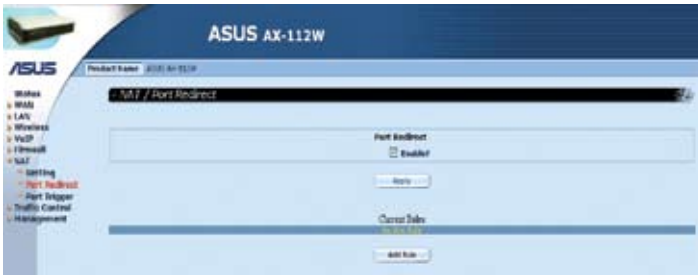 ASUS AX-112W
ASUS
Product Name
- NAT / Port Redirect
Status
WAN
LAN
Wireless
VoIP
Firewall
NAT
Setting
Port Redirect
Port Trigger
Traffic Control
Management
Port Redirect
Enable?
Apply
Current Rules
Add Rule